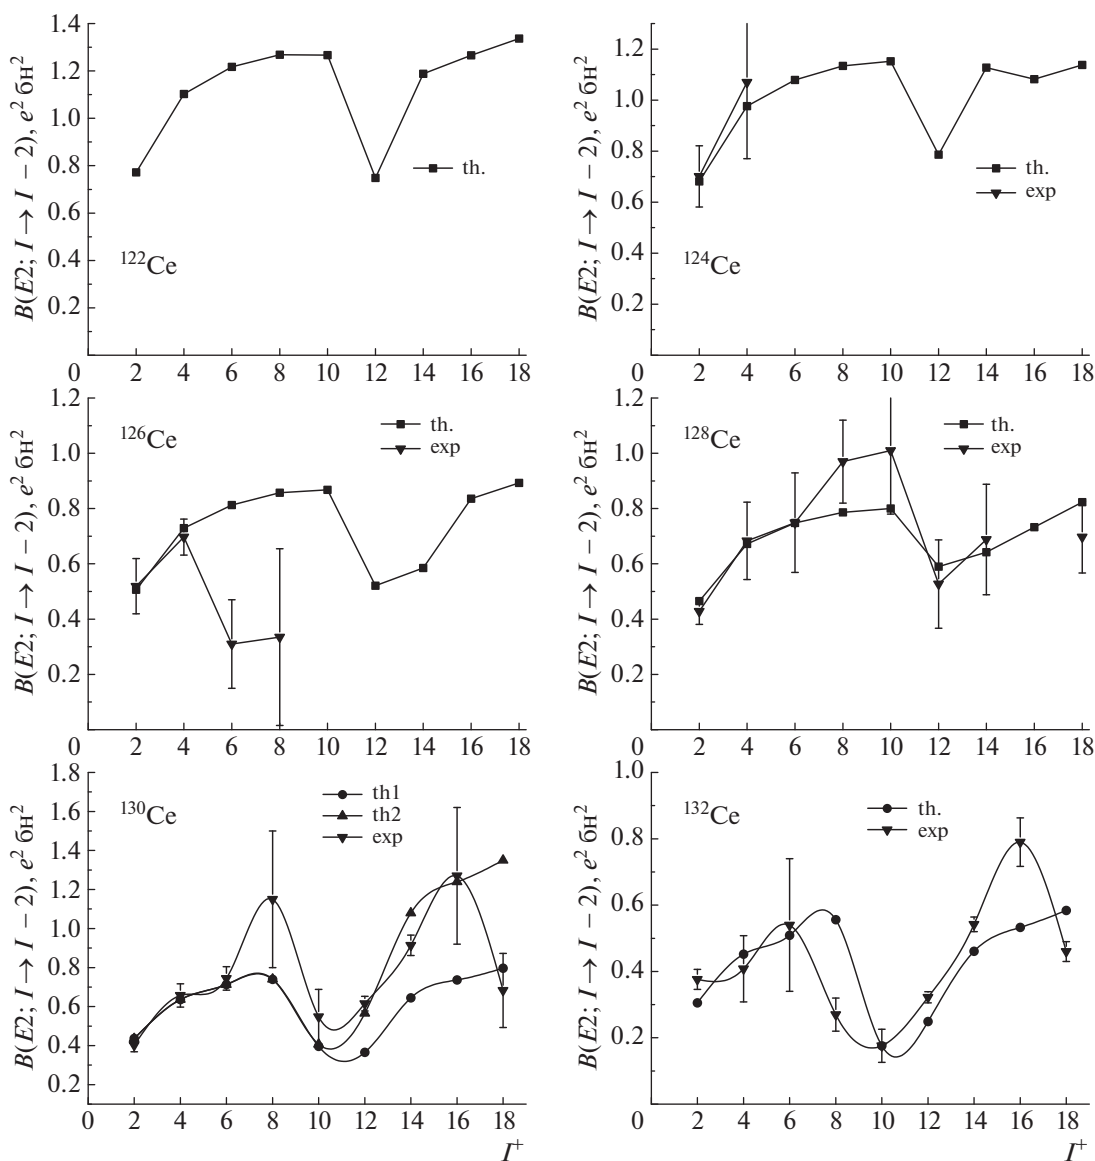 B(E2; I → I − 2), e² бн²
1.4
1.2
1.0
0.8
0.6
0.4
0.2
0
2 4 6 8 10 12 14 16 18
th.
¹²²Ce
B(E2; I → I − 2), e² бн²
1.2
1.0
0.8
0.6
0.4
0.2
0
2 4 6 8 10 12 14 16 18
th.
exp
¹²⁴Ce
B(E2; I → I − 2), e² бн²
1.2
1.0
0.8
0.6
0.4
0.2
0
2 4 6 8 10 12 14 16 18
¹²⁶Ce
th.
exp
B(E2; I → I − 2), e² бн²
1.2
1.0
0.8
0.6
0.4
0.2
0
2 4 6 8 10 12 14 16 18
¹²⁸Ce
th.
exp
B(E2; I → I − 2), e² бн²
1.8
1.6
1.4
1.2
1.0
0.8
0.6
0.4
0.2
0
2 4 6 8 10 12 14 16 18
I⁺
¹³⁰Ce
th1
th2
exp
B(E2; I → I − 2), e² бн²
1.0
0.8
0.6
0.4
0.2
0
2 4 6 8 10 12 14 16 18
I⁺
¹³²Ce
th.
exp